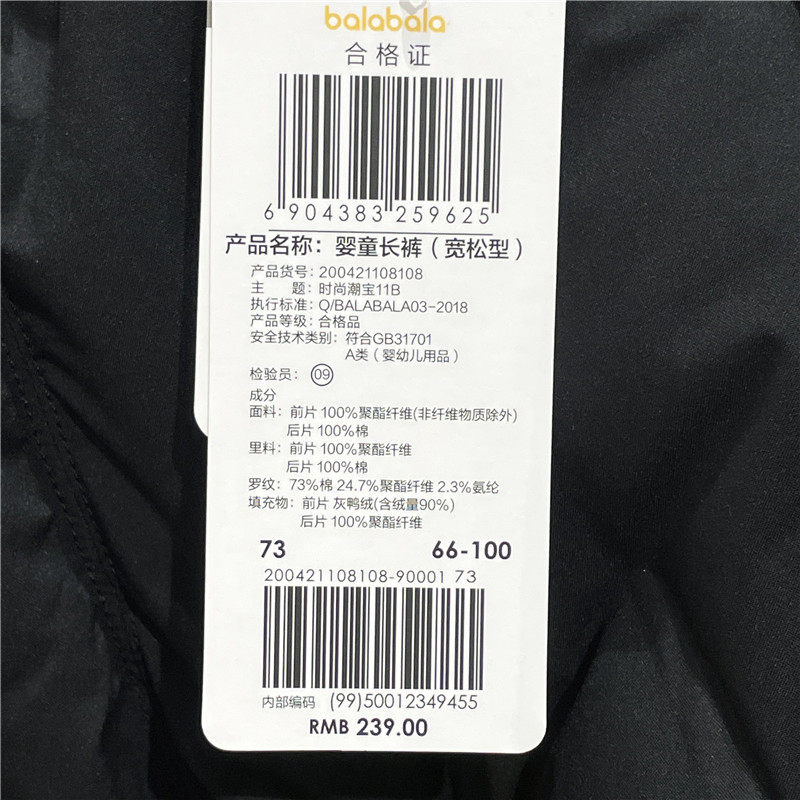 balabala
合格证
6 904383 259625
产品名称：婴童长裤（宽松型）
产品货号：200421108108
主 题：时尚潮宝11B
执行标准：Q/BALABALA03-2018
产品等级：合格品
安全技术类别：符合GB31701
A类（婴幼儿用品）
检验员：09
成分
面料：前片 100%聚酯纤维(非纤维物质除外)
后片 100%棉
里料：前片 100%聚酯纤维
后片 100%棉
罗纹：73%棉 24.7%聚酯纤维 2.3%氨纶
填充物：前片 灰鸭绒(含绒量90%)
后片 100%聚酯纤维
73 66-100
200421108108-90001 73
内部编码 (99)50012349455
RMB 239.00